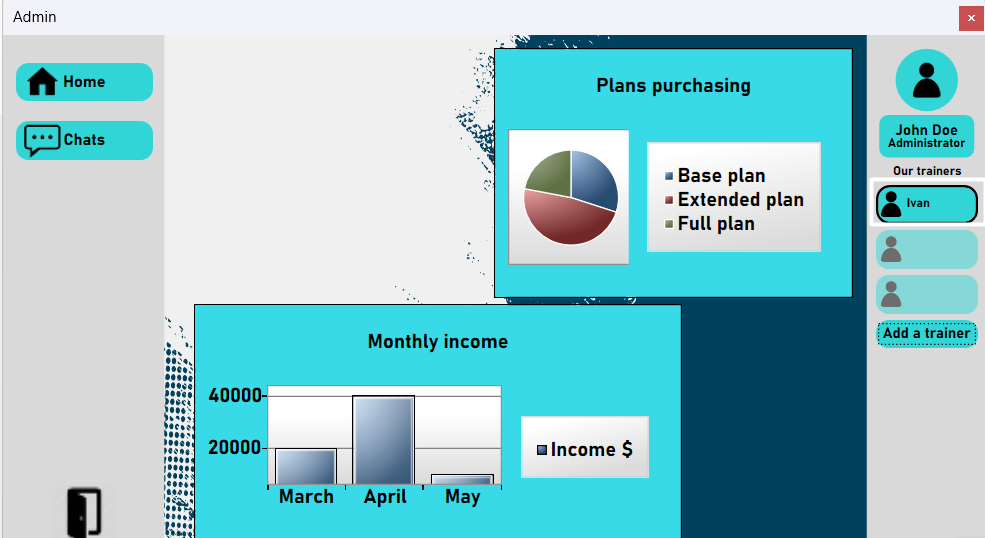 Admin
Home
Chats
Plans purchasing
Base plan
Extended plan
Full plan
Monthly income
40000
20000
March April May
Income $
John Doe
Administrator
Our trainers
Ivan
Add a trainer